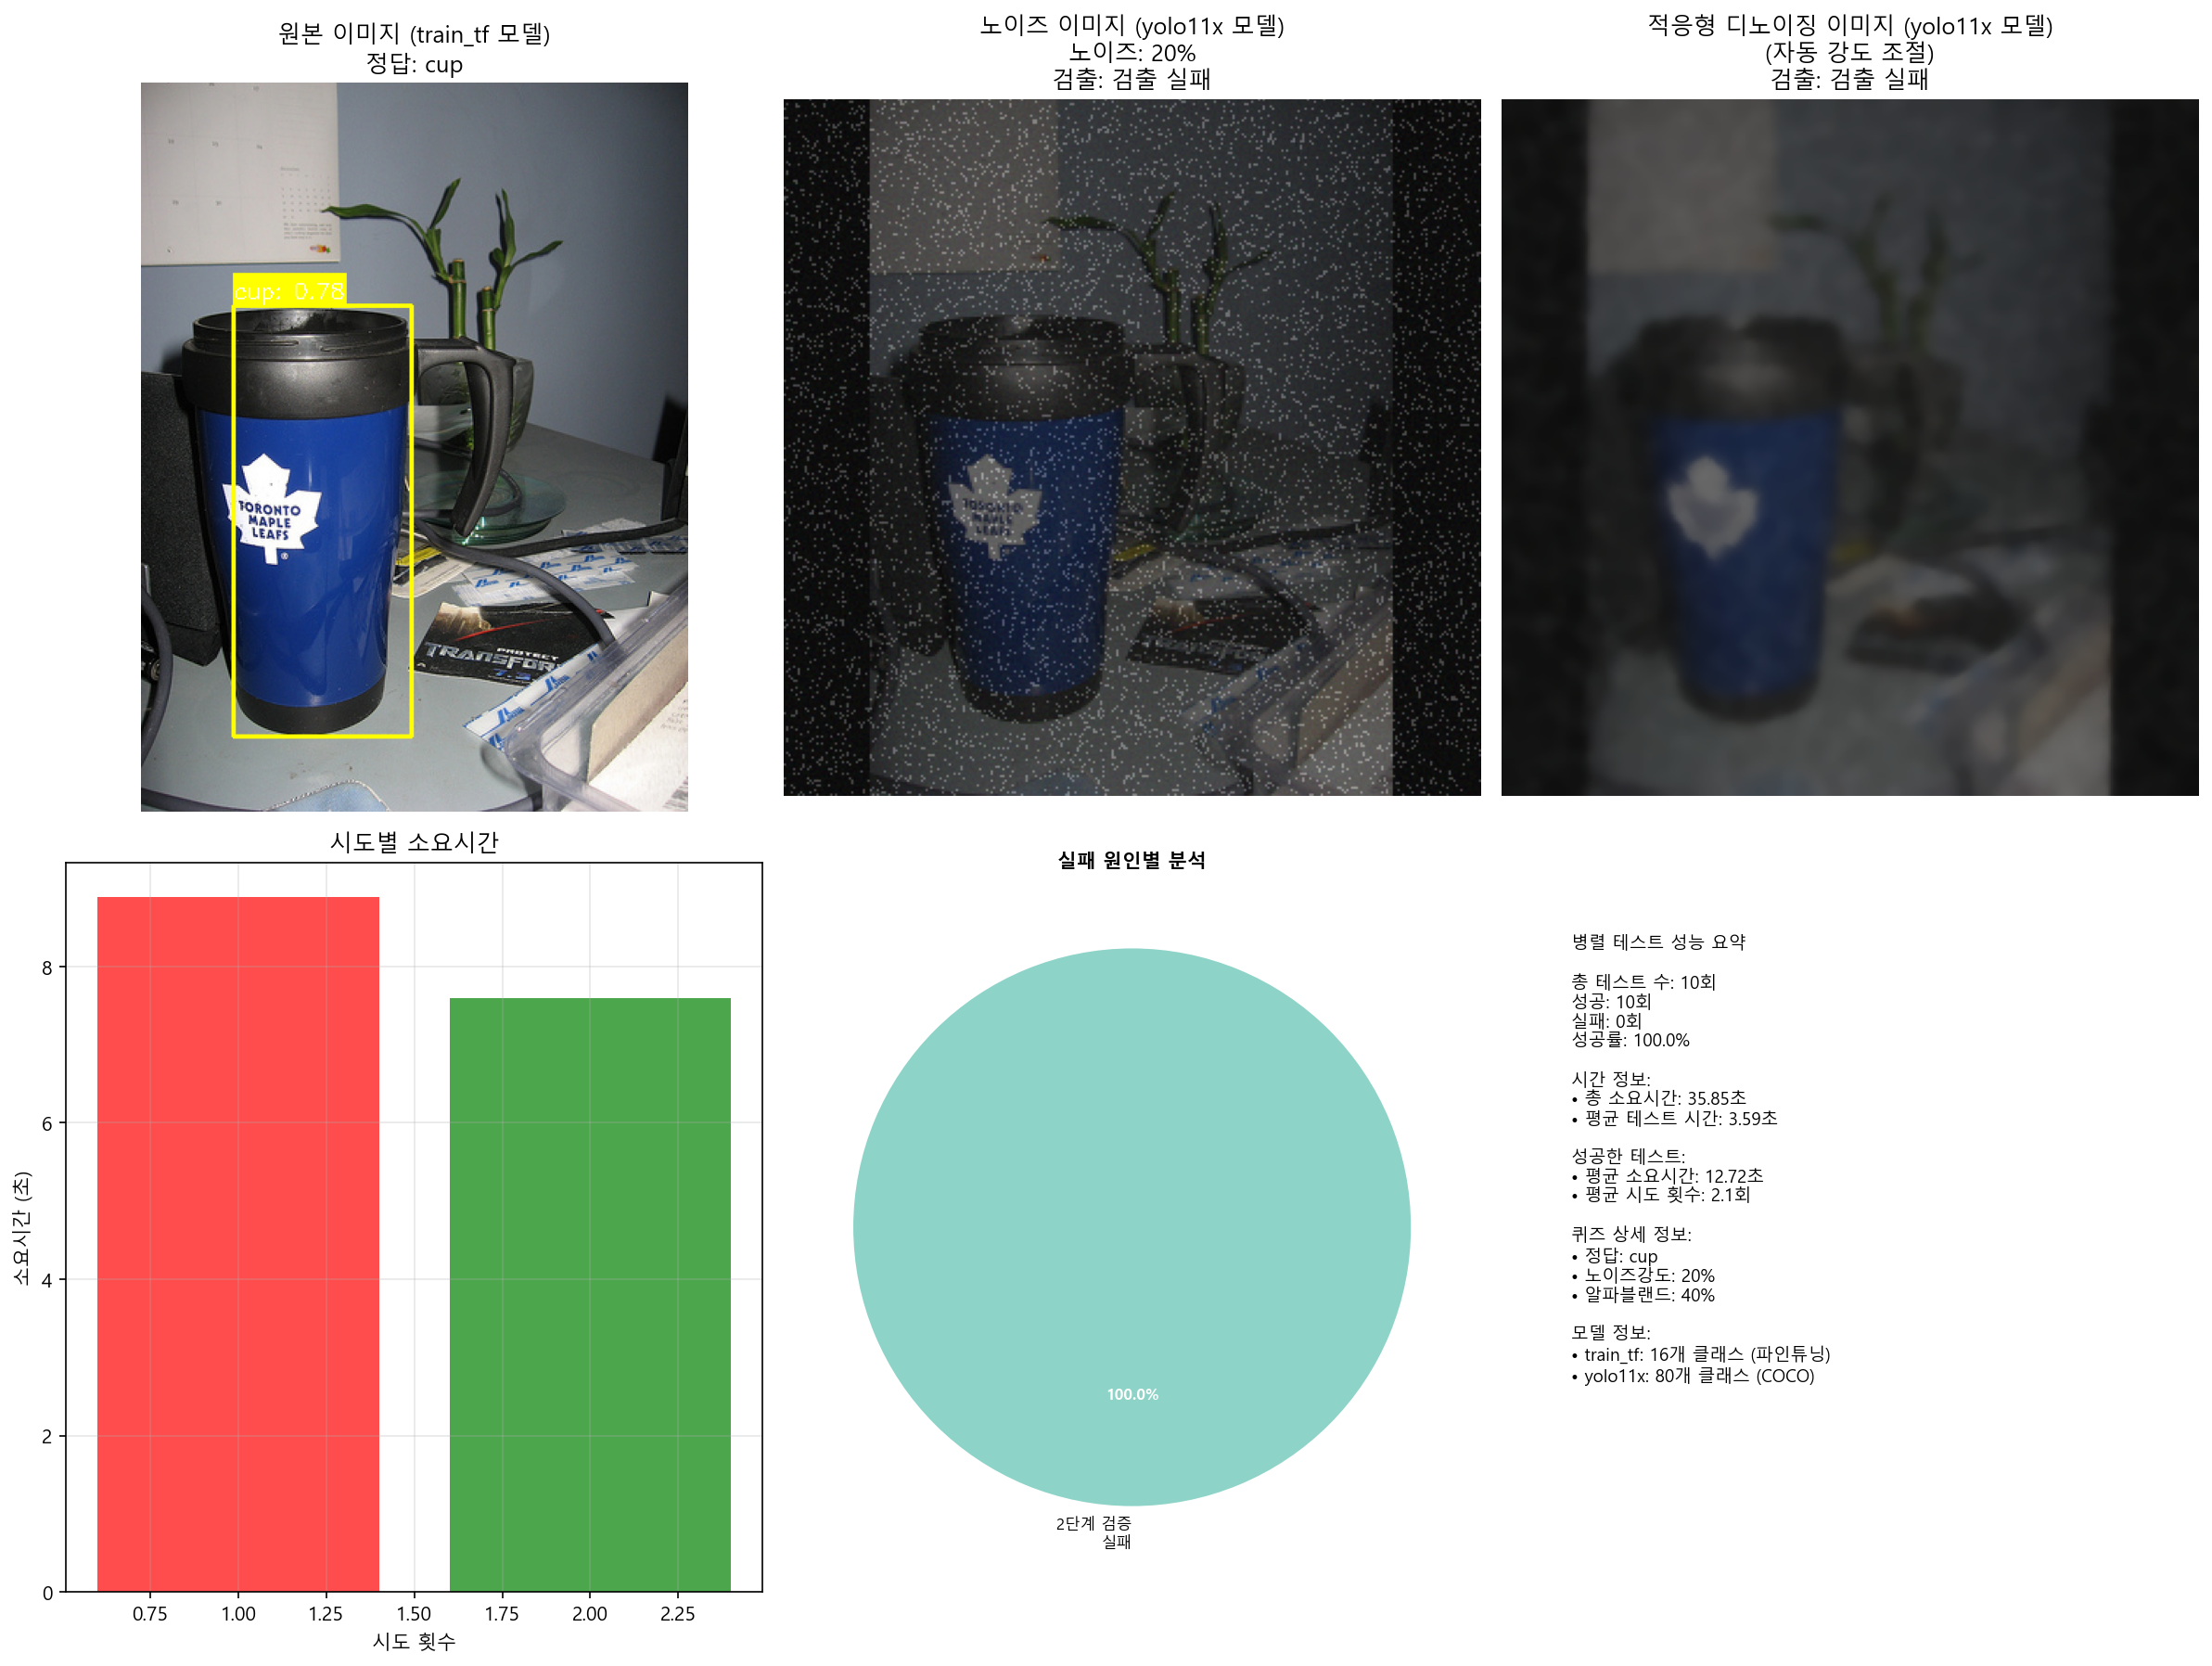 원본 이미지 (train_tf 모델)
정답: cup
cup: 0.78
TORONTO
MAPLE
LEAFS
®
PROTECT
TRANSFOR
노이즈 이미지 (yolo11x 모델)
노이즈: 20%
검출: 검출 실패
TORONTO
MAPLE
LEAFS
적응형 디노이징 이미지 (yolo11x 모델)
(자동 강도 조절)
검출: 검출 실패
시도별 소요시간
소요시간 (초)
8
6
4
2
0
0.75 1.00 1.25 1.50 1.75 2.00 2.25
시도 횟수
실패 원인별 분석
100.0%
2단계 검증
실패
병렬 테스트 성능 요약
총 테스트 수: 10회
성공: 10회
실패: 0회
성공률: 100.0%
시간 정보:
• 총 소요시간: 35.85초
• 평균 테스트 시간: 3.59초
성공한 테스트:
• 평균 소요시간: 12.72초
• 평균 시도 횟수: 2.1회
퀴즈 상세 정보:
• 정답: cup
• 노이즈강도: 20%
• 알파블랜드: 40%
모델 정보:
• train_tf: 16개 클래스 (파인튜닝)
• yolo11x: 80개 클래스 (COCO)